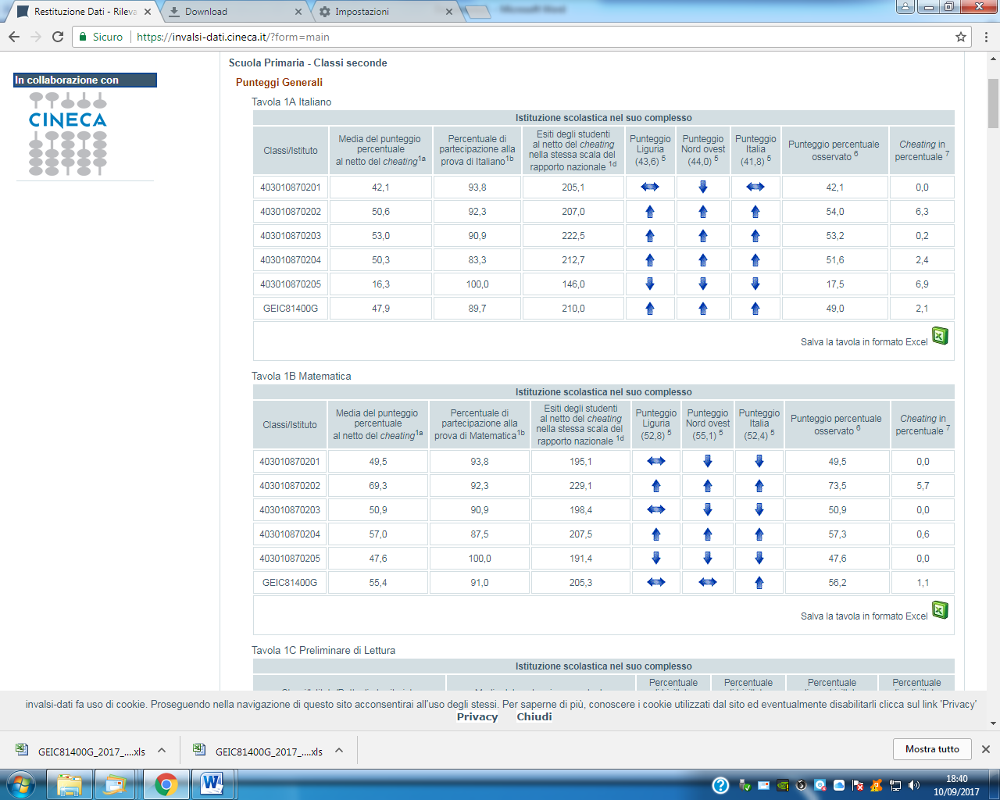 Restituzione Dati - Rileva
Download
Impostazioni
Sicuro
https://invalsi-dati.cineca.it/?form=main
In collaborazione con
CINECA
Scuola Primaria - Classi seconde
Punteggi Generali
Tavola 1A Italiano
Istituzione scolastica nel suo complesso
Classi/Istituto
Media del punteggio
percentuale
al netto del cheating1a
Percentuale di
partecipazione alla
prova di Italiano1b
Esiti degli studenti
al netto del cheating
nella stessa scala del
rapporto nazionale 1d
Punteggio
Liguria
(43,6) 5
Punteggio
Nord ovest
(44,0) 5
Punteggio
Italia
(41,8) 5
Punteggio percentuale
osservato 6
Cheating in
percentuale 7
403010870201 42,1 93,8 205,1 42,1 0,0
403010870202 50,6 92,3 207,0 54,0 6,3
403010870203 53,0 90,9 222,5 53,2 0,2
403010870204 50,3 83,3 212,7 51,6 2,4
403010870205 16,3 100,0 146,0 17,5 6,9
GEIC81400G 47,9 89,7 210,0 49,0 2,1
Salva la tavola in formato Excel
Tavola 1B Matematica
Istituzione scolastica nel suo complesso
Classi/Istituto
Media del punteggio
percentuale
al netto del cheating1a
Percentuale di
partecipazione alla
prova di Matematica1b
Esiti degli studenti
al netto del cheating
nella stessa scala del
rapporto nazionale 1d
Punteggio
Liguria
(52,8) 5
Punteggio
Nord ovest
(55,1) 5
Punteggio
Italia
(52,4) 5
Punteggio percentuale
osservato 6
Cheating in
percentuale 7
403010870201 49,5 93,8 195,1 49,5 0,0
403010870202 69,3 92,3 229,1 73,5 5,7
403010870203 50,9 90,9 198,4 50,9 0,0
403010870204 57,0 87,5 207,5 57,3 0,6
403010870205 47,6 100,0 191,4 47,6 0,0
GEIC81400G 55,4 91,0 205,3 56,2 1,1
Salva la tavola in formato Excel
Tavola 1C Preliminare di Lettura
Istituzione scolastica nel suo complesso
Percentuale Percentuale Percentuale Percentuale
invalsi-dati fa uso di cookie. Proseguendo nella navigazione di questo sito acconsentirai all'uso degli stessi. Per saperne di più, conoscere i cookie utilizzati dal sito ed eventualmente disabilitarli clicca sul link 'Privacy'
Privacy Chiudi
GEIC81400G_2017_....xls
GEIC81400G_2017_....xls
Mostra tutto
18:40
10/09/2017